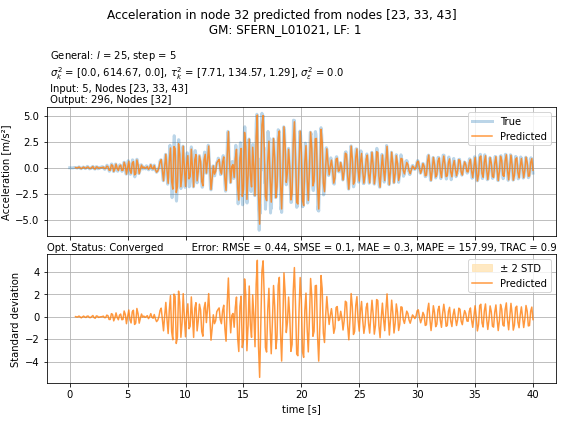 Acceleration in node 32 predicted from nodes [23, 33, 43]
GM: SFERN_L01021, LF: 1
General: l = 25, step = 5
σ²ₖ = [0.0, 614.67, 0.0], τ²ₖ = [7.71, 134.57, 1.29], σ²ε = 0.0
Input: 5, Nodes [23, 33, 43]
Output: 296, Nodes [32]
Acceleration [m/s²]
5.0
2.5
0.0
−2.5
−5.0
True
Predicted
Opt. Status: Converged Error: RMSE = 0.44, SMSE = 0.1, MAE = 0.3, MAPE = 157.99, TRAC = 0.9
Standard deviation
4
2
0
−2
−4
± 2 STD
Predicted
0 5 10 15 20 25 30 35 40
time [s]